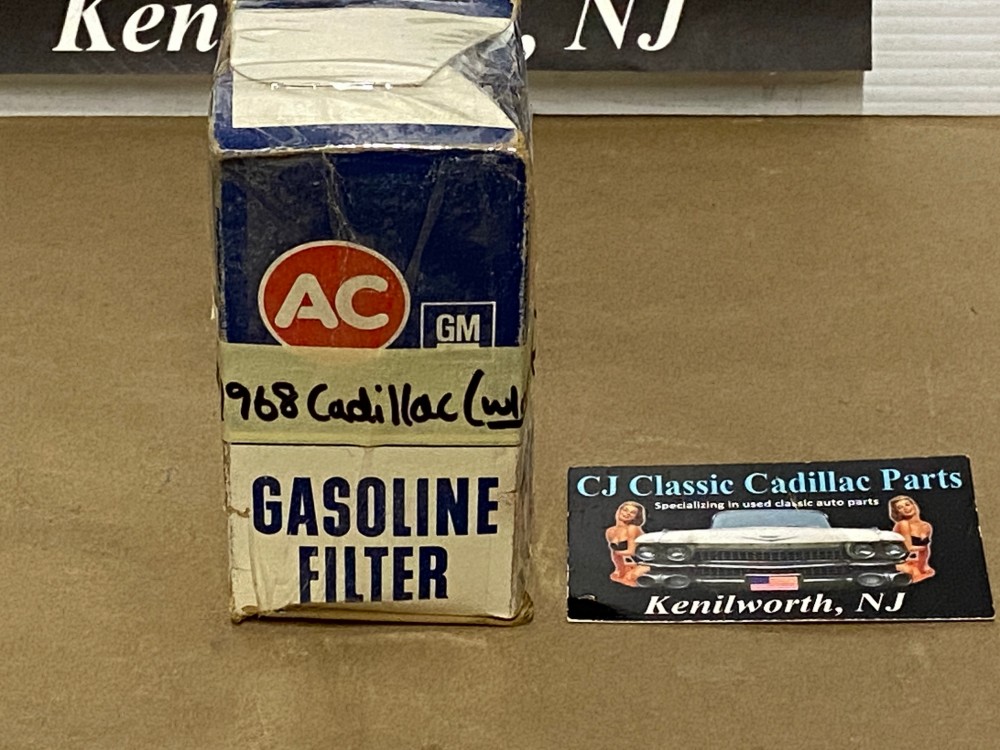 Ken , NJ
AC
GM
1968 Cadillac (w/
GASOLINE
FILTER
CJ Classic Cadillac Parts
Specializing in used classic auto parts
Kenilworth, NJ